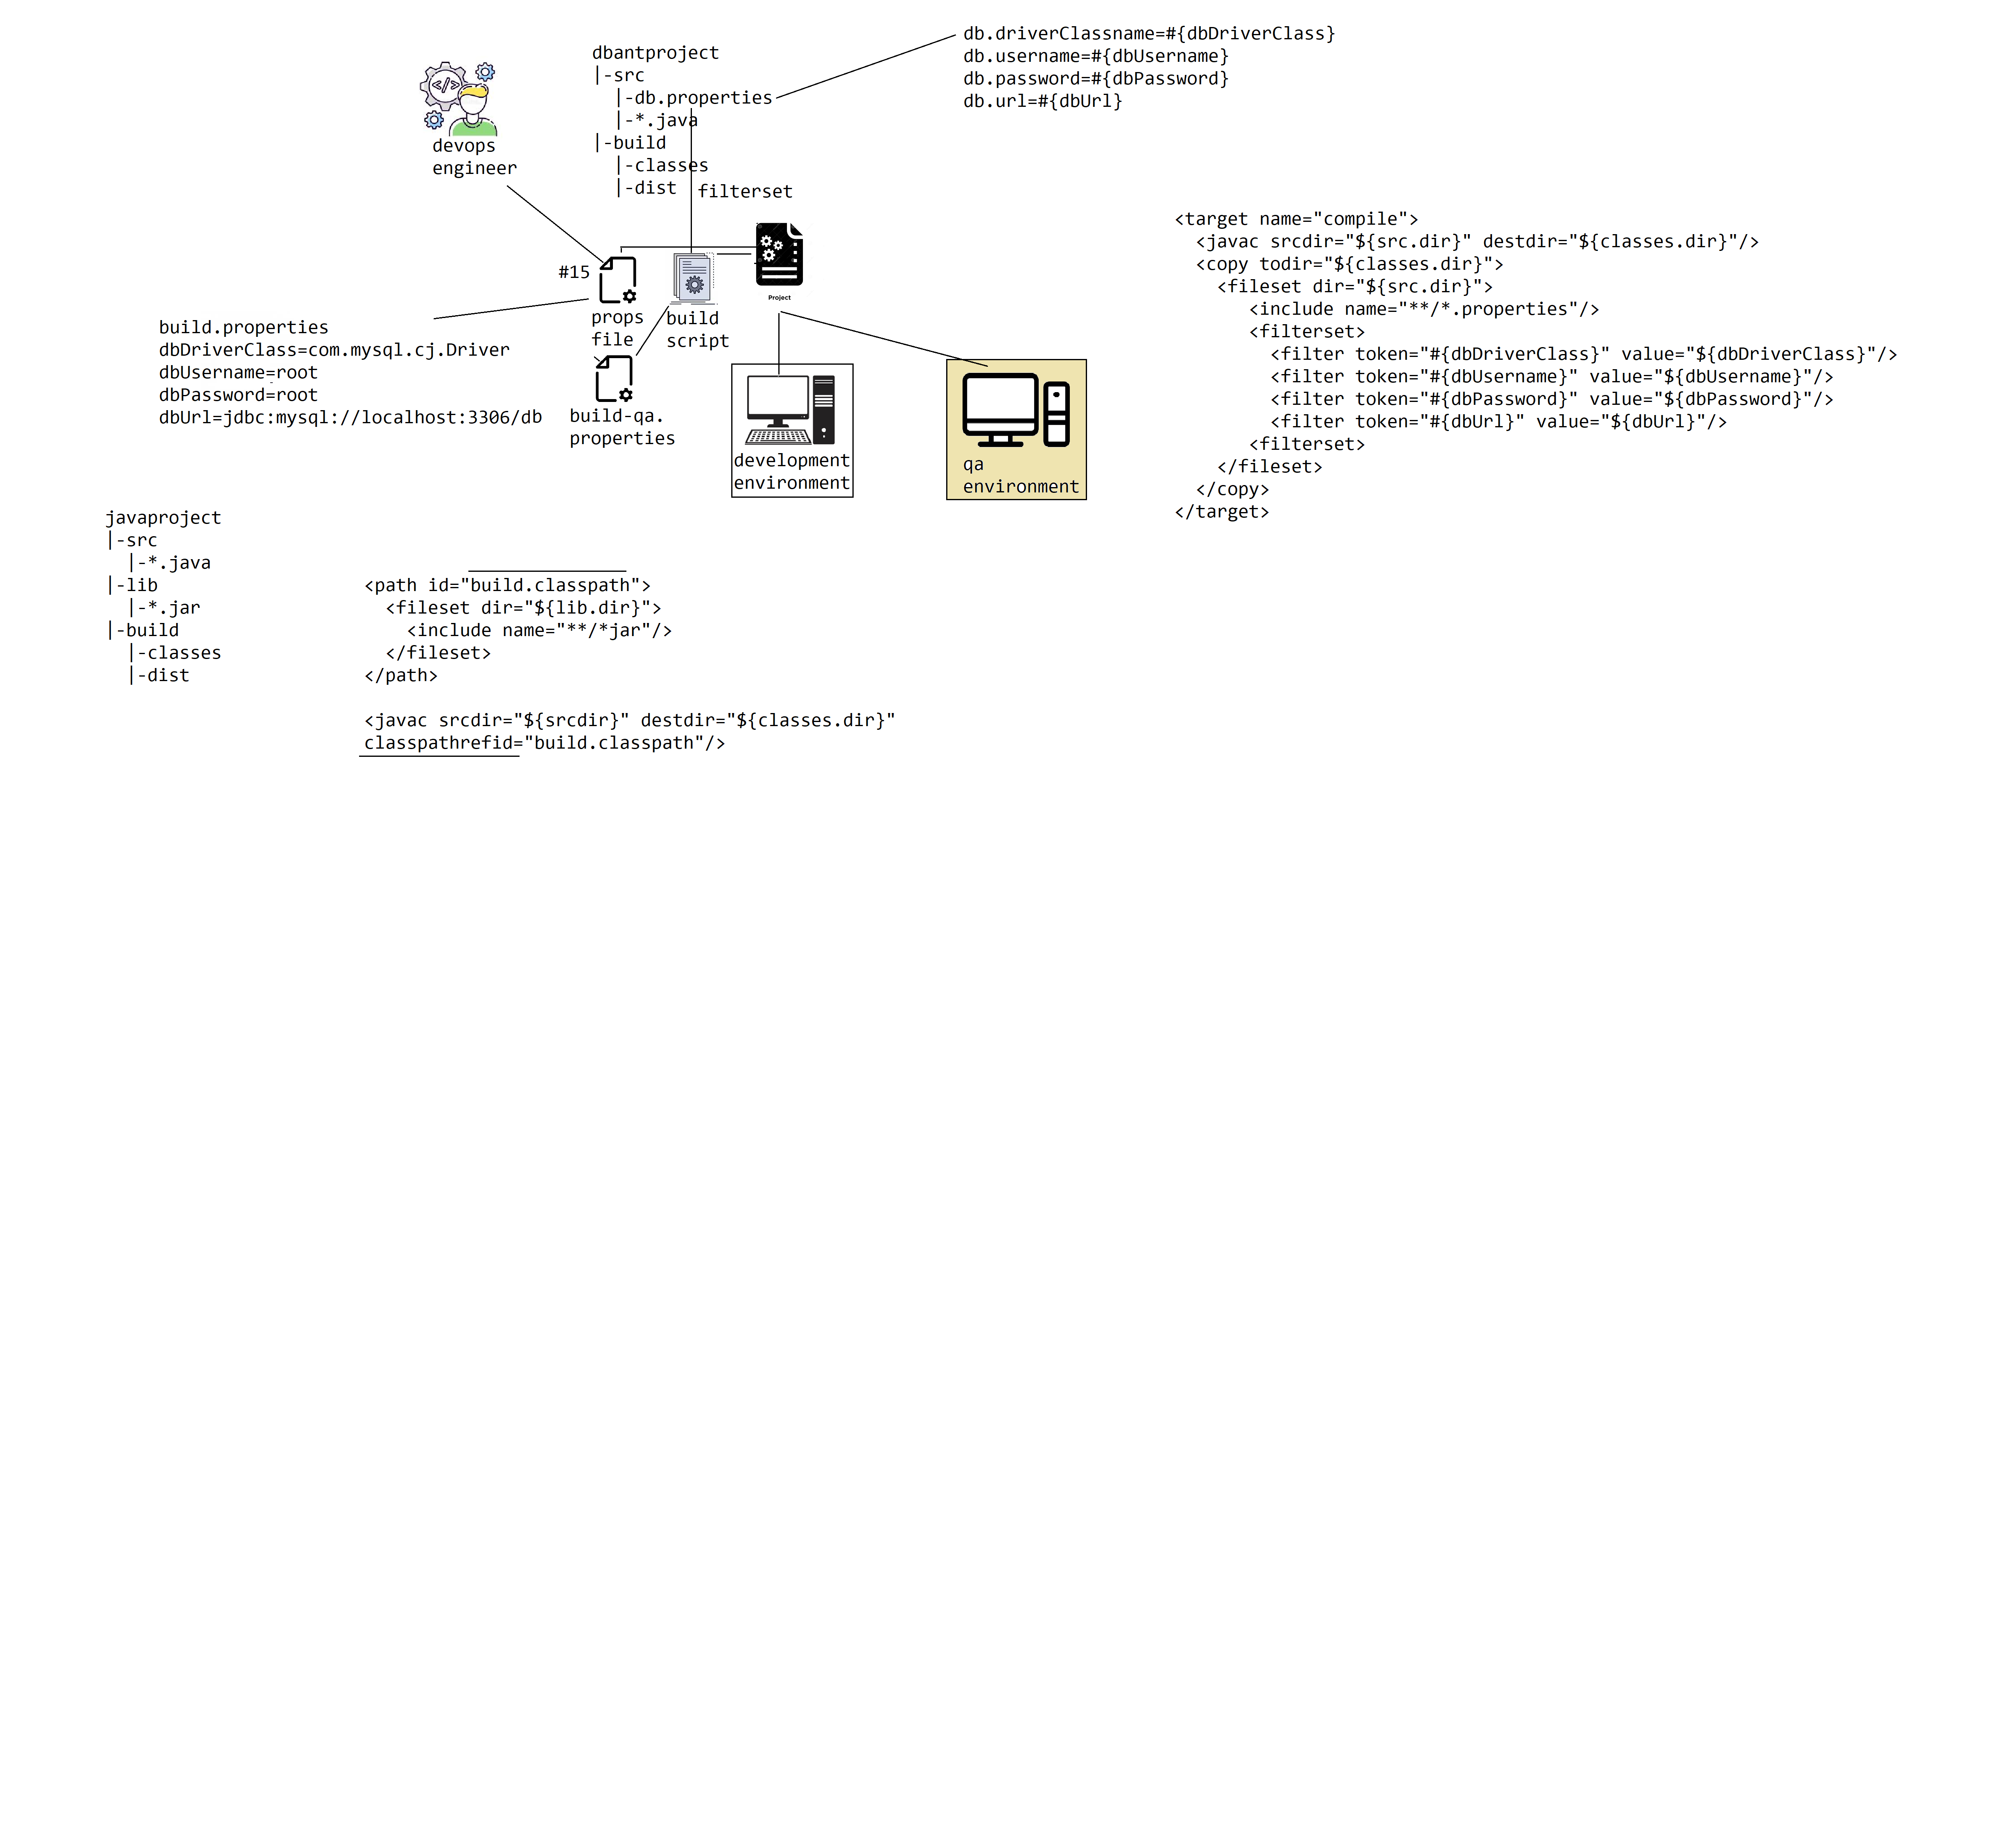 dbantproject
|-src
  |-db.properties
  |-*.java
|-build
  |-classes
  |-dist
filterset
db.driverClassname=#{dbDriverClass}
db.username=#{dbUsername}
db.password=#{dbPassword}
db.url=#{dbUrl}
devops
engineer
#15
props
file
build
script
Project
build-qa.
properties
build.properties
dbDriverClass=com.mysql.cj.Driver
dbUsername=root
dbPassword=root
dbUrl=jdbc:mysql://localhost:3306/db
development
environment
qa
environment
<target name="compile">
  <javac srcdir="${src.dir}" destdir="${classes.dir}"/>
  <copy todir="${classes.dir}">
    <fileset dir="${src.dir}">
       <include name="**/*.properties"/>
       <filterset>
         <filter token="#{dbDriverClass}" value="${dbDriverClass}"/>
         <filter token="#{dbUsername}" value="${dbUsername}"/>
         <filter token="#{dbPassword}" value="${dbPassword}"/>
         <filter token="#{dbUrl}" value="${dbUrl}"/>
       <filterset>
    </fileset>
  </copy>
</target>
javaproject
|-src
  |-*.java
|-lib
  |-*.jar
|-build
  |-classes
  |-dist
<path id="build.classpath">
  <fileset dir="${lib.dir}">
    <include name="**/*jar"/>
  </fileset>
</path>
<javac srcdir="${srcdir}" destdir="${classes.dir}"
classpathrefid="build.classpath"/>